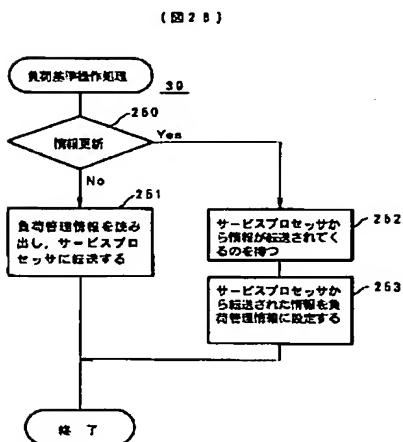 (図28)
負荷基準操作処理
39
250
情報更新
Yes
No
251
負荷管理情報を読み
出し,サービスプロ
セッサに転送する
252
サービスプロセッサか
ら情報が転送されてく
るのを待つ
253
サービスプロセッサか
ら転送された情報を負
荷管理情報に設定する
終了